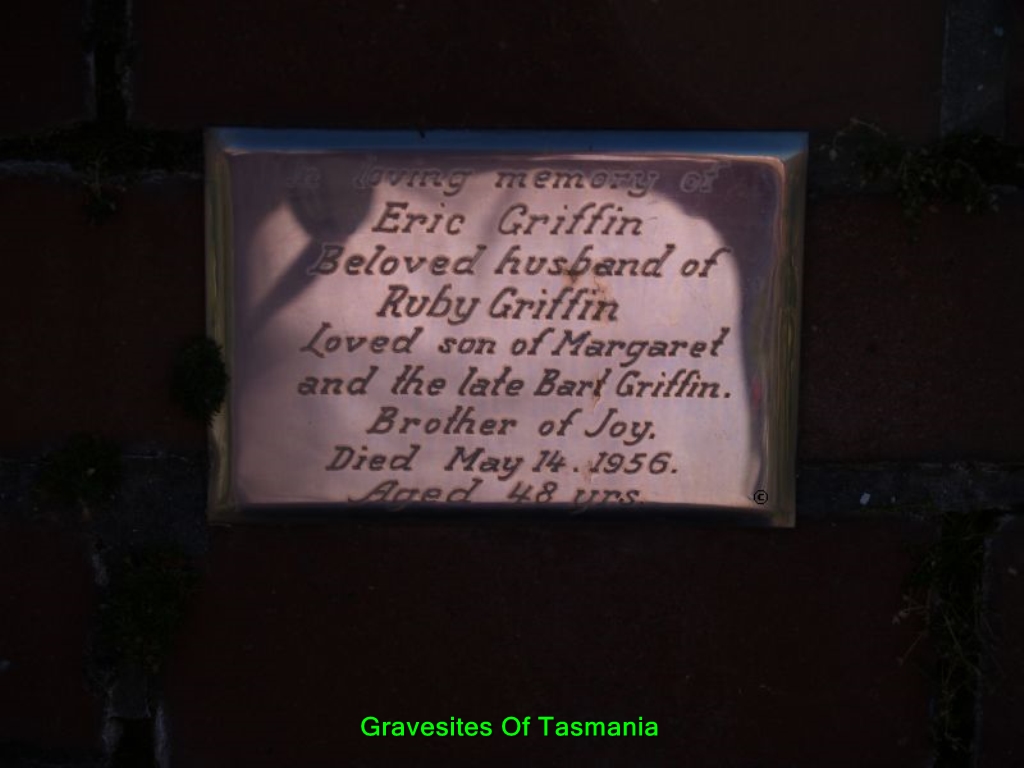 In loving memory of
Eric Griffin
Beloved husband of
Ruby Griffin
Loved son of Margaret
and the late Bart Griffin.
Brother of Joy.
Died May 14. 1956.
Aged 48 yrs.
©
Gravesites Of Tasmania